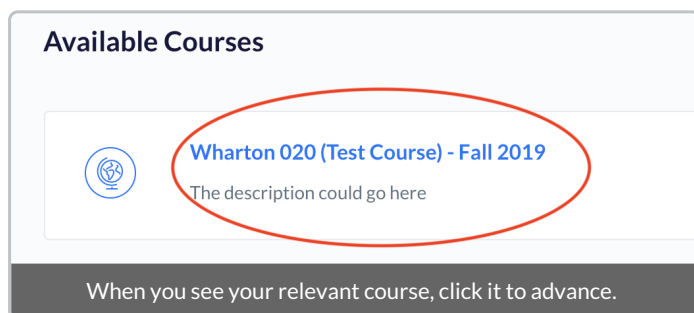 Available Courses
Wharton 020 (Test Course) - Fall 2019
The description could go here
When you see your relevant course, click it to advance.